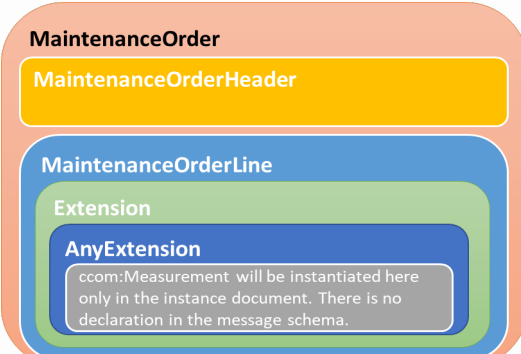 MaintenanceOrder
MaintenanceOrderHeader
MaintenanceOrderLine
Extension
AnyExtension
ccom:Measurement will be instantiated here
only in the instance document. There is no
declaration in the message schema.